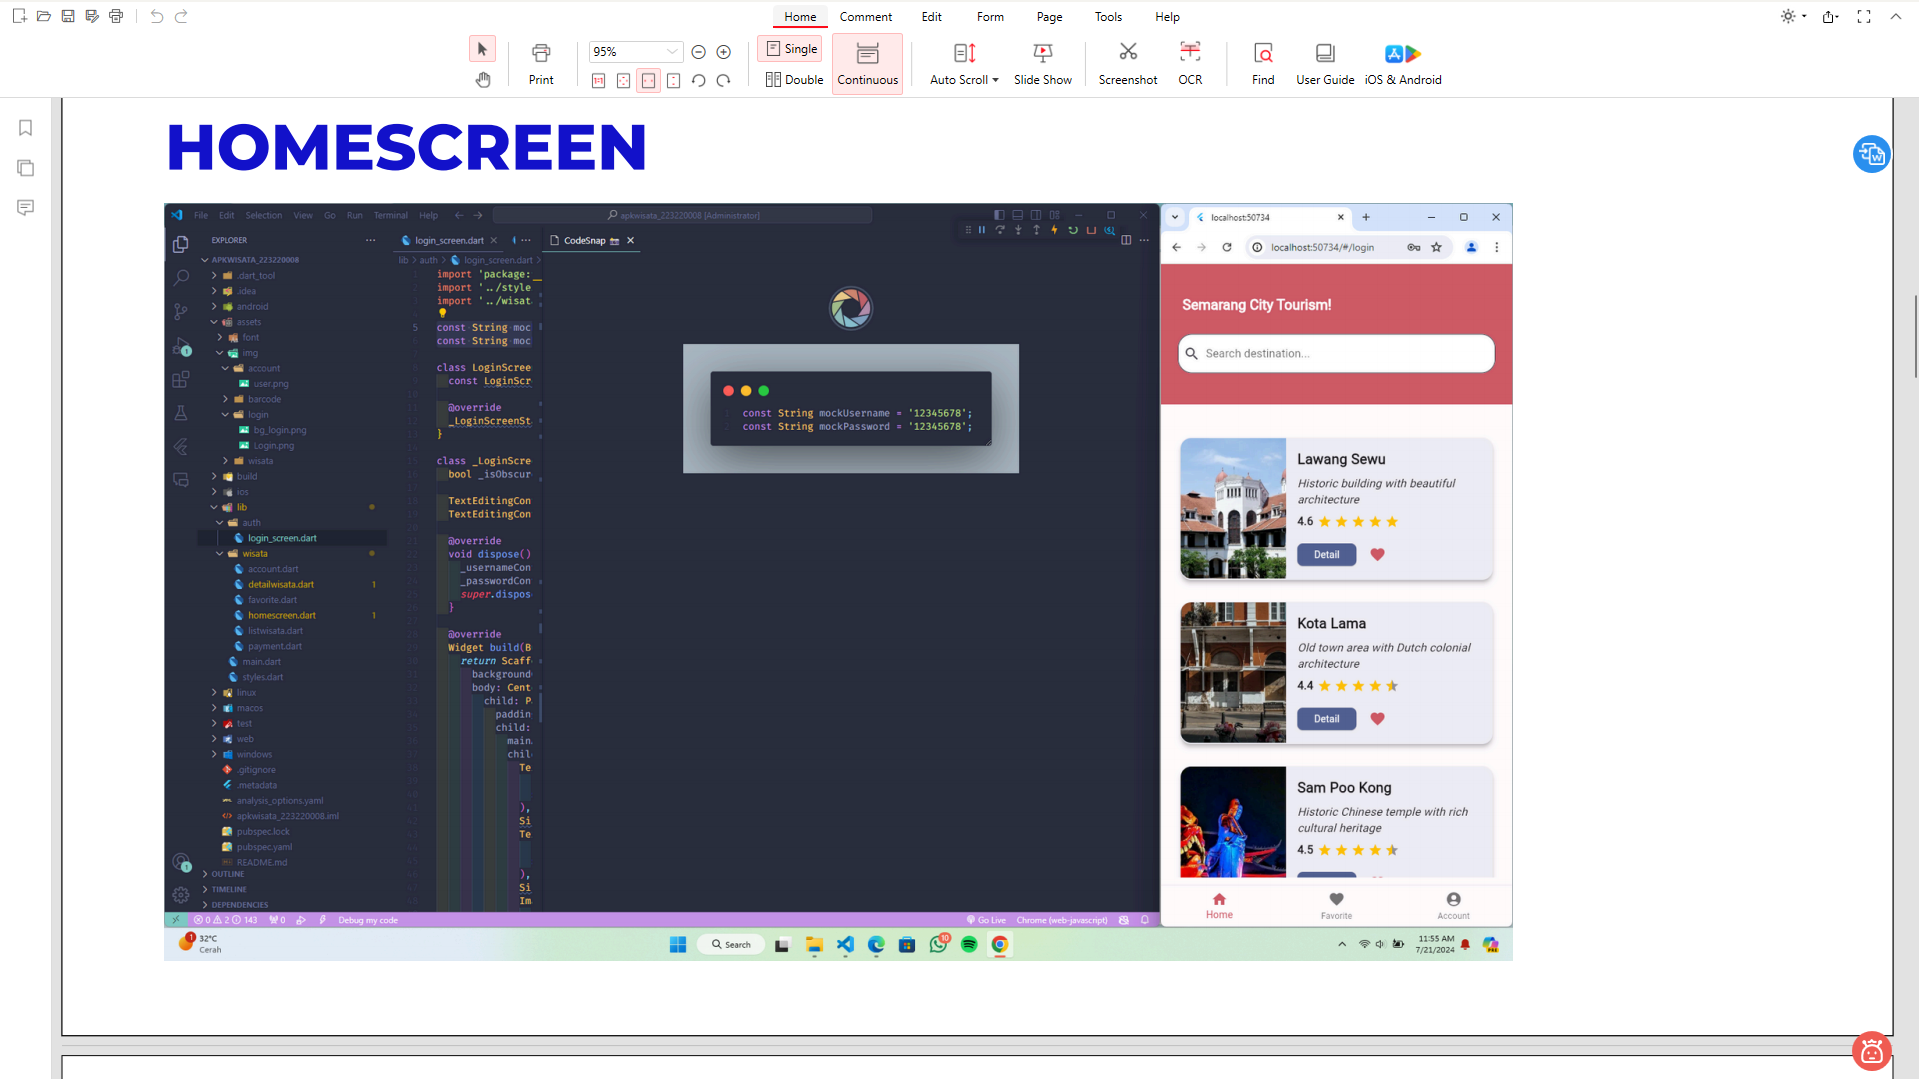 Home
Comment
Edit
Form
Page
Tools
Help
95%
Print
Single
Double
Continuous
Auto Scroll
Slide Show
Screenshot
OCR
Find
User Guide
iOS & Android
HOMESCREEN
File Edit Selection View Go Run Terminal Help
apkwisata_223220008 [Administrator]
EXPLORER
APKWISATA_223220008
.dart_tool
.idea
android
assets
font
img
account
user.png
barcode
login
bg_login.png
Login.png
wisata
build
ios
lib
auth
login_screen.dart
wisata
account.dart
detailwisata.dart 1
favorite.dart
homescreen.dart 1
listwisata.dart
payment.dart
main.dart
styles.dart
linux
macos
test
web
windows
.gitignore
.metadata
analysis_options.yaml
apkwisata_223220008.iml
pubspec.lock
pubspec.yaml
README.md
OUTLINE
TIMELINE
DEPENDENCIES
login_screen.dart
lib > auth > login_screen.dart >
import 'package:
import '../style
import '../wisat
const String moc
const String moc
class LoginScree
const LoginScr
@override
_LoginScreenSt
}
class _LoginScre
bool _isObscur
TextEditingCon
TextEditingCon
@override
void dispose()
_usernameCon
_passwordCon
super.dispos
}
@override
Widget build(B
return Scaff
background
body: Cent
child: P
paddin
child:
main
chil
Te
),
Si
Te
),
Si
Im
CodeSnap
const String mockUsername = '12345678';
const String mockPassword = '12345678';
0 2 143
0
Debug my code
Go Live
Chrome (web-javascript)
localhost:50734
localhost:50734/#/login
Semarang City Tourism!
Search destination...
Lawang Sewu
Historic building with beautiful
architecture
4.6
Detail
Kota Lama
Old town area with Dutch colonial
architecture
4.4
Detail
Sam Poo Kong
Historic Chinese temple with rich
cultural heritage
4.5
Home
Favorite
Account
1
32°C
Cerah
Search
10
11:55 AM
7/21/2024